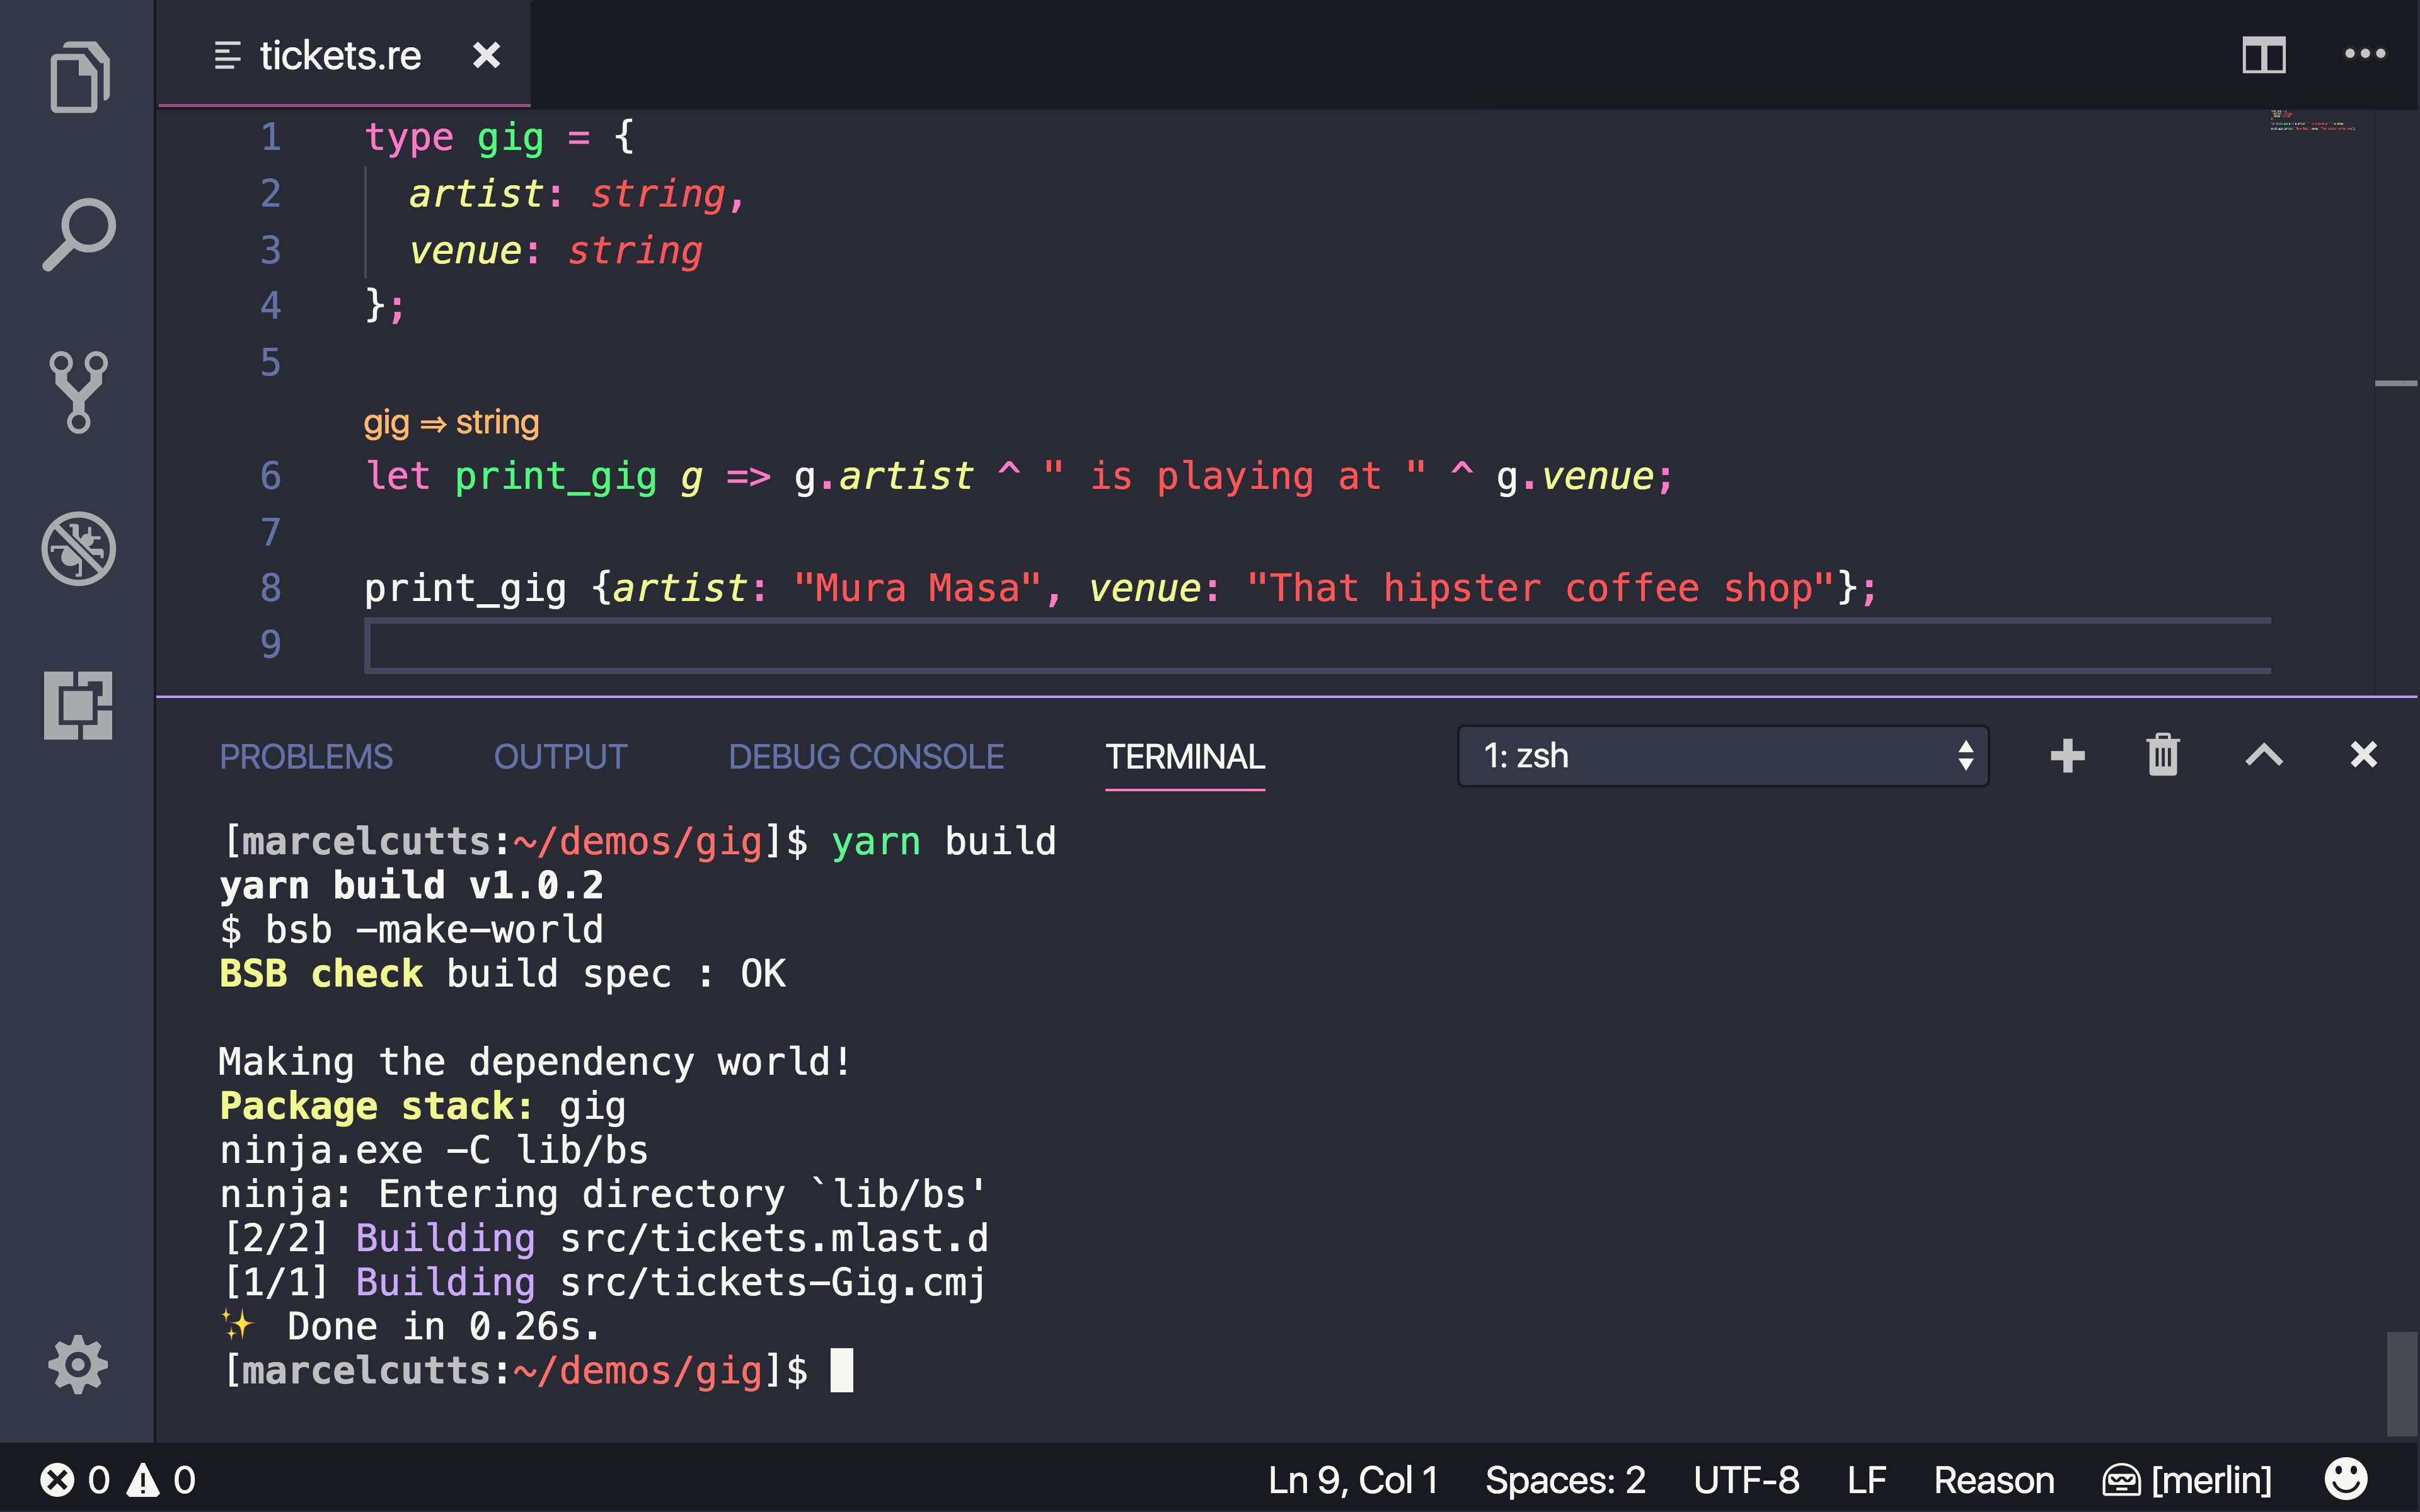 tickets.re
1 type gig = {
2 artist: string,
3 venue: string
4 };
5
gig ⇒ string
6 let print_gig g => g.artist ^ " is playing at " ^ g.venue;
7
8 print_gig {artist: "Mura Masa", venue: "That hipster coffee shop"};
9
PROBLEMS OUTPUT DEBUG CONSOLE TERMINAL 1: zsh
[marcelcutts:~/demos/gig]$ yarn build
yarn build v1.0.2
$ bsb -make-world
BSB check build spec : OK
Making the dependency world!
Package stack: gig
ninja.exe -C lib/bs
ninja: Entering directory `lib/bs'
[2/2] Building src/tickets.mlast.d
[1/1] Building src/tickets-Gig.cmj
✨ Done in 0.26s.
[marcelcutts:~/demos/gig]$
0 0 Ln 9, Col 1 Spaces: 2 UTF-8 LF Reason [merlin]